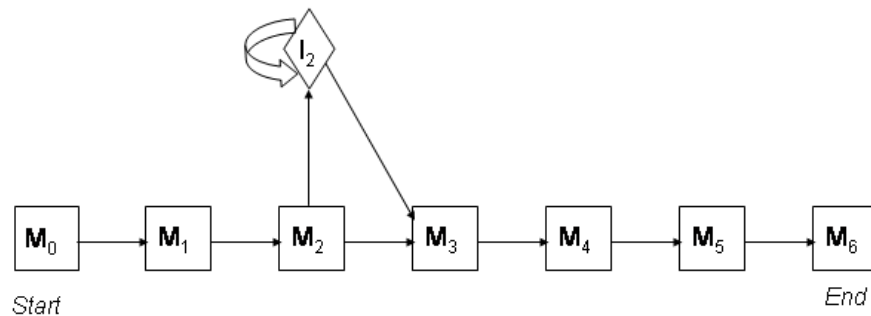 I₂
M₀ M₁ M₂ M₃ M₄ M₅ M₆
Start End